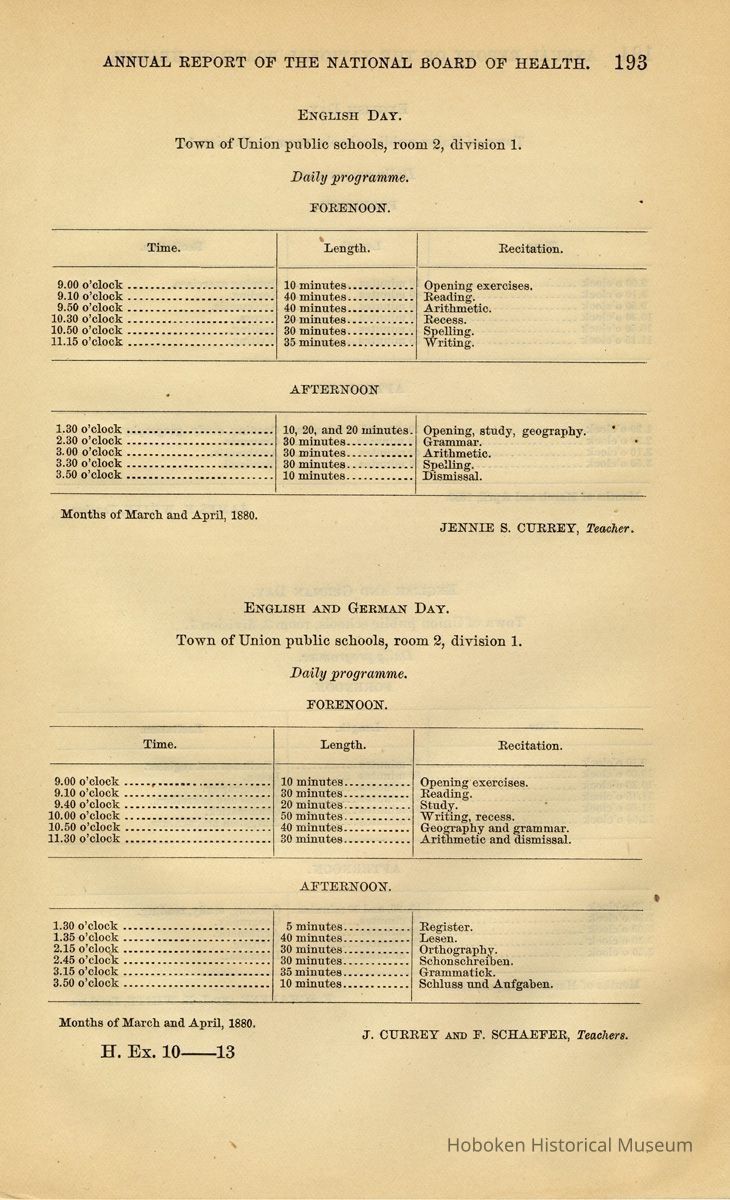 ANNUAL REPORT OF THE NATIONAL BOARD OF HEALTH. 193
ENGLISH DAY.
Town of Union public schools, room 2, division 1.
Daily programme.
FORENOON.
Time. Length. Recitation.
9.00 o'clock 10 minutes Opening exercises.
9.10 o'clock 40 minutes Reading.
9.50 o'clock 40 minutes Arithmetic.
10.30 o'clock 20 minutes Recess.
10.50 o'clock 30 minutes Spelling.
11.15 o'clock 35 minutes Writing.
AFTERNOON
1.30 o'clock 10, 20, and 20 minutes. Opening, study, geography.
2.30 o'clock 30 minutes Grammar.
3.00 o'clock 30 minutes Arithmetic.
3.30 o'clock 30 minutes Spelling.
3.50 o'clock 10 minutes Dismissal.
Months of March and April, 1880.
JENNIE S. CURREY, Teacher.
ENGLISH AND GERMAN DAY.
Town of Union public schools, room 2, division 1.
Daily programme.
FORENOON.
Time. Length. Recitation.
9.00 o'clock 10 minutes Opening exercises.
9.10 o'clock 30 minutes Reading.
9.40 o'clock 20 minutes Study.
10.00 o'clock 50 minutes Writing, recess.
10.50 o'clock 40 minutes Geography and grammar.
11.30 o'clock 30 minutes Arithmetic and dismissal.
AFTERNOON.
1.30 o'clock 5 minutes Register.
1.35 o'clock 40 minutes Lesen.
2.15 o'clock 30 minutes Orthography.
2.45 o'clock 30 minutes Schonschreiben.
3.15 o'clock 35 minutes Grammatick.
3.50 o'clock 10 minutes Schluss und Aufgaben.
Months of March and April, 1880.
J. CURREY AND F. SCHAEFER, Teachers.
H. Ex. 10——13
Hoboken Historical Museum